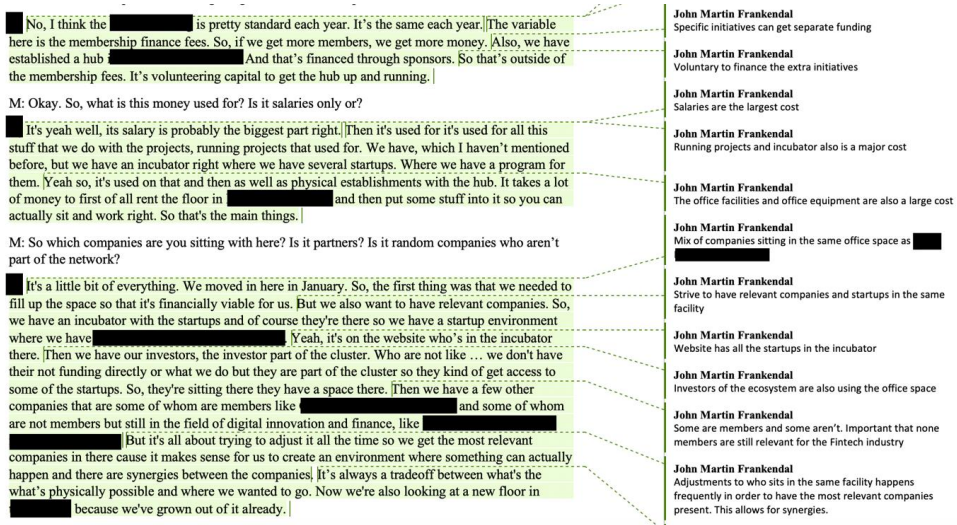 No, I think the is pretty standard each year. It's the same each year. The variable
here is the membership finance fees. So, if we get more members, we get more money. Also, we have
established a hub i And that's financed through sponsors. So that's outside of
the membership fees. It's volunteering capital to get the hub up and running.
M: Okay. So, what is this money used for? Is it salaries only or?
It's yeah well, its salary is probably the biggest part right. Then it's used for it's used for all this
stuff that we do with the projects, running projects that used for. We have, which I haven't mentioned
before, but we have an incubator right where we have several startups. Where we have a program for
them. Yeah so, it's used on that and then as well as physical establishments with the hub. It takes a lot
of money to first of all rent the floor in and then put some stuff into it so you can
actually sit and work right. So that's the main things.
M: So which companies are you sitting with here? Is it partners? Is it random companies who aren't
part of the network?
It's a little bit of everything. We moved in here in January. So, the first thing was that we needed to
fill up the space so that it's financially viable for us. But we also want to have relevant companies. So,
we have an incubator with the startups and of course they're there so we have a startup environment
where we have . Yeah, it's on the website who's in the incubator
there. Then we have our investors, the investor part of the cluster. Who are not like … we don't have
their not funding directly or what we do but they are part of the cluster so they kind of get access to
some of the startups. So, they're sitting there they have a space there. Then we have a few other
companies that are some of whom are members like and some of whom
are not members but still in the field of digital innovation and finance, like
But it's all about trying to adjust it all the time so we get the most relevant
companies in there cause it makes sense for us to create an environment where something can actually
happen and there are synergies between the companies. It's always a tradeoff between what's the
what's physically possible and where we wanted to go. Now we're also looking at a new floor in
because we've grown out of it already.
John Martin Frankendal
Specific initiatives can get separate funding
John Martin Frankendal
Voluntary to finance the extra initiatives
John Martin Frankendal
Salaries are the largest cost
John Martin Frankendal
Running projects and incubator also is a major cost
John Martin Frankendal
The office facilities and office equipment are also a large cost
John Martin Frankendal
Mix of companies sitting in the same office space as
John Martin Frankendal
Strive to have relevant companies and startups in the same
facility
John Martin Frankendal
Website has all the startups in the incubator
John Martin Frankendal
Investors of the ecosystem are also using the office space
John Martin Frankendal
Some are members and some aren't. Important that none
members are still relevant for the Fintech industry
John Martin Frankendal
Adjustments to who sits in the same facility happens
frequently in order to have the most relevant companies
present. This allows for synergies.